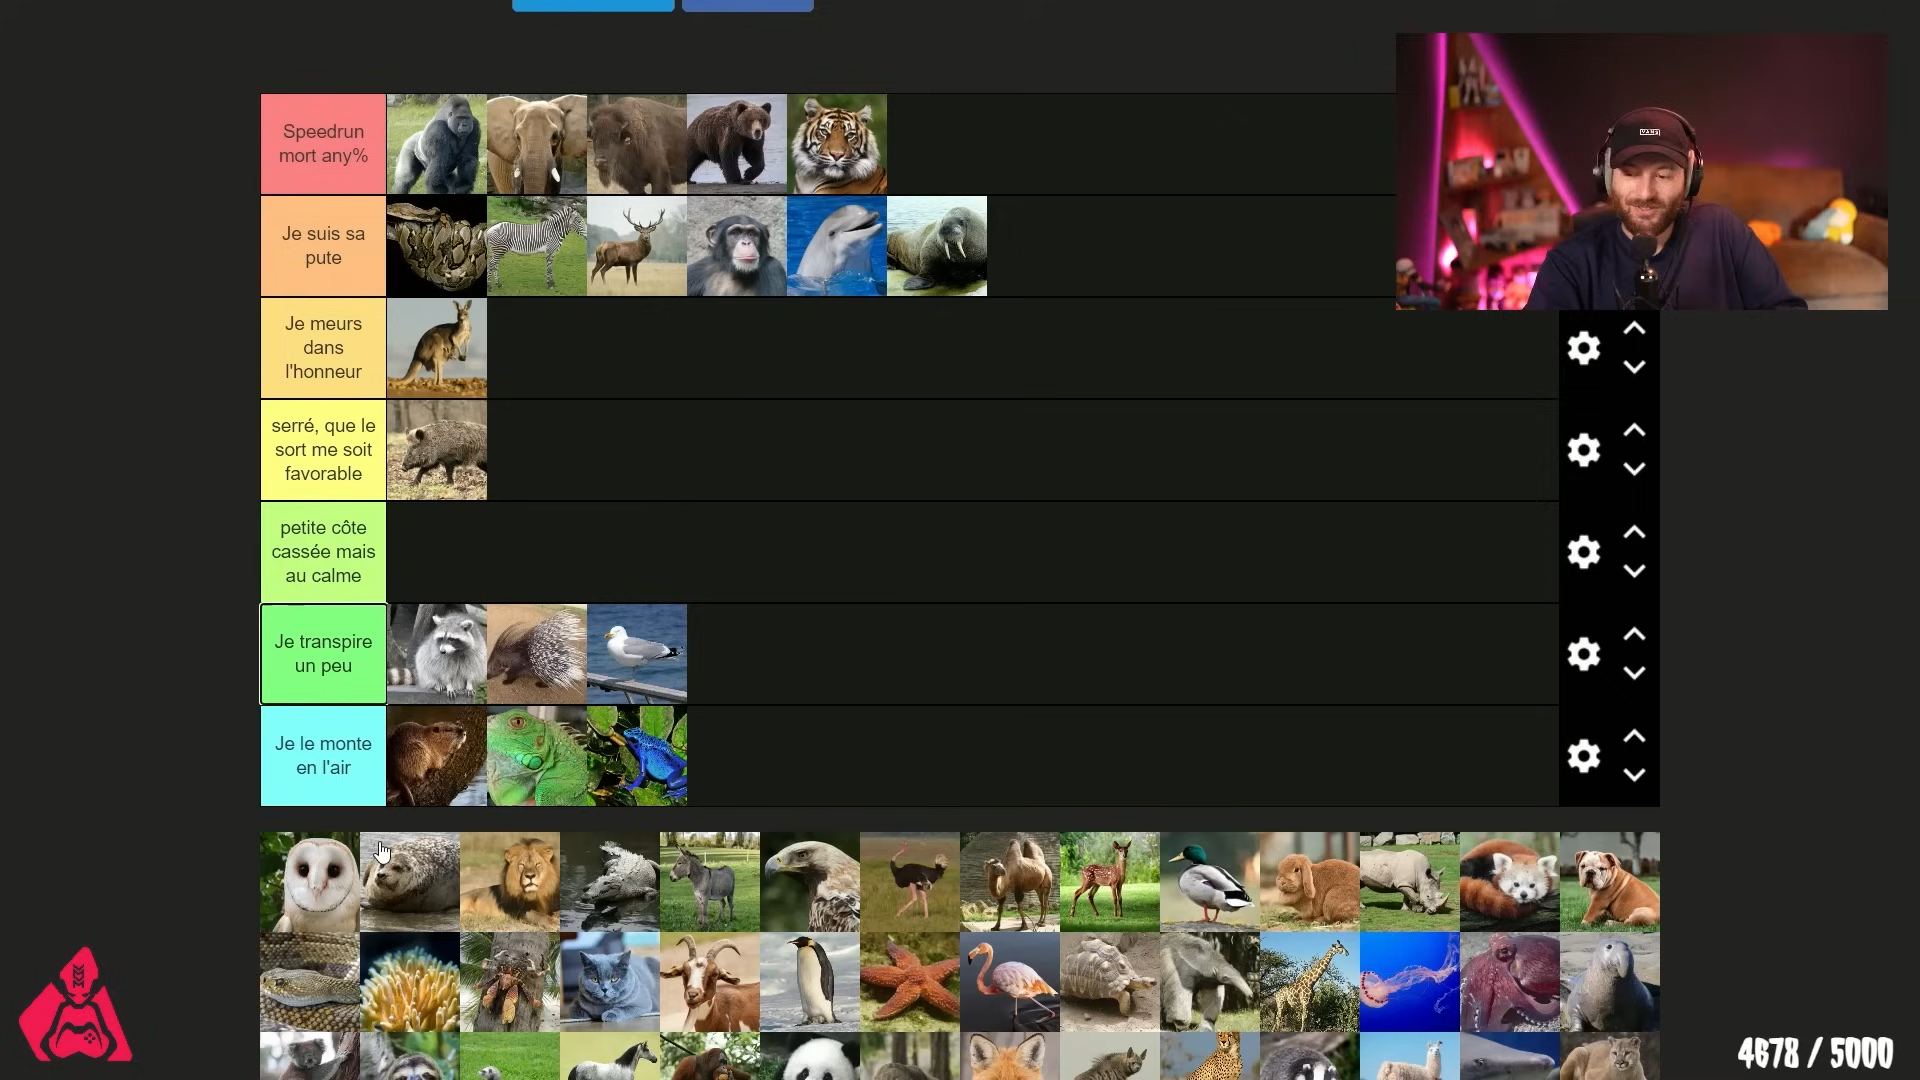 Speedrun
mort any%
VANS
Je suis sa
pute
Je meurs
dans
l'honneur
serré, que le
sort me soit
favorable
petite côte
cassée mais
au calme
Je transpire
un peu
Je le monte
en l'air
4678 / 5000